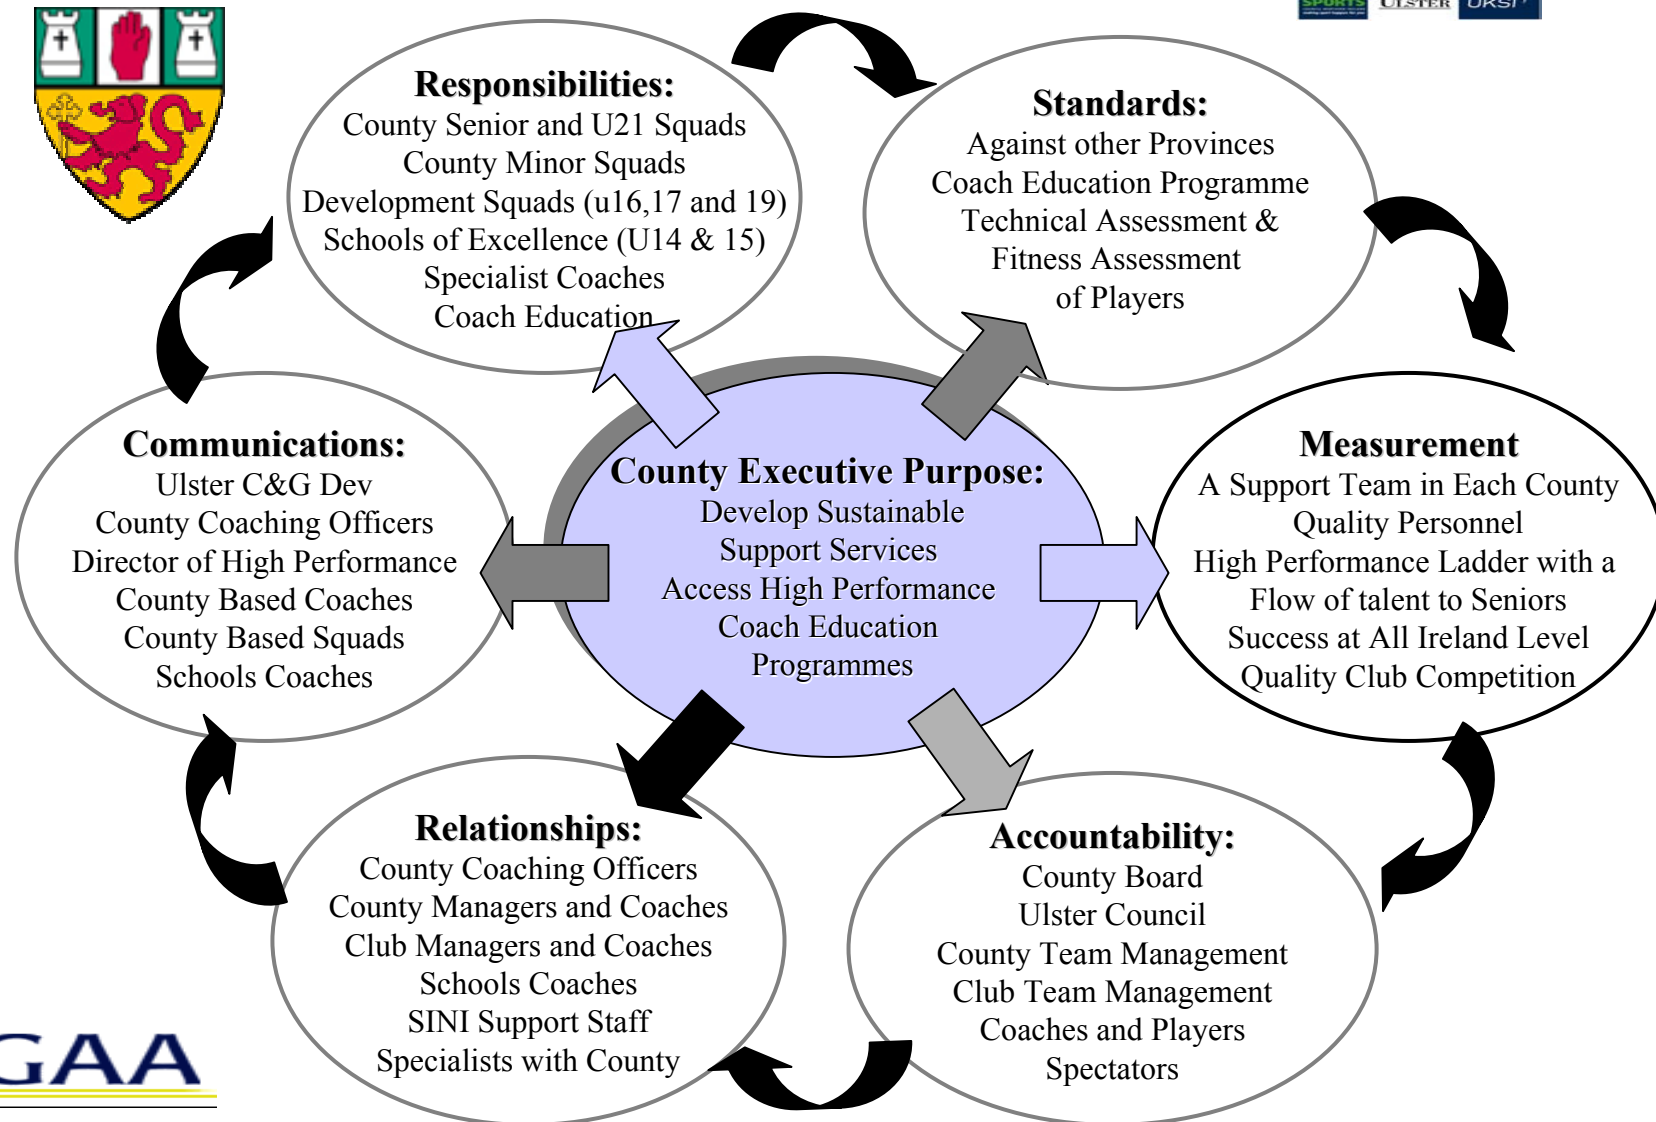 SPORTS
ULSTER
UKSI
Responsibilities:
County Senior and U21 Squads
County Minor Squads
Development Squads (u16,17 and 19)
Schools of Excellence (U14 & 15)
Specialist Coaches
Coach Education
Standards:
Against other Provinces
Coach Education Programme
Technical Assessment &
Fitness Assessment
of Players
Measurement
A Support Team in Each County
Quality Personnel
High Performance Ladder with a
Flow of talent to Seniors
Success at All Ireland Level
Quality Club Competition
Accountability:
County Board
Ulster Council
County Team Management
Club Team Management
Coaches and Players
Spectators
Relationships:
County Coaching Officers
County Managers and Coaches
Club Managers and Coaches
Schools Coaches
SINI Support Staff
Specialists with County
Communications:
Ulster C&G Dev
County Coaching Officers
Director of High Performance
County Based Coaches
County Based Squads
Schools Coaches
County Executive Purpose:
Develop Sustainable
Support Services
Access High Performance
Coach Education
Programmes
GAA